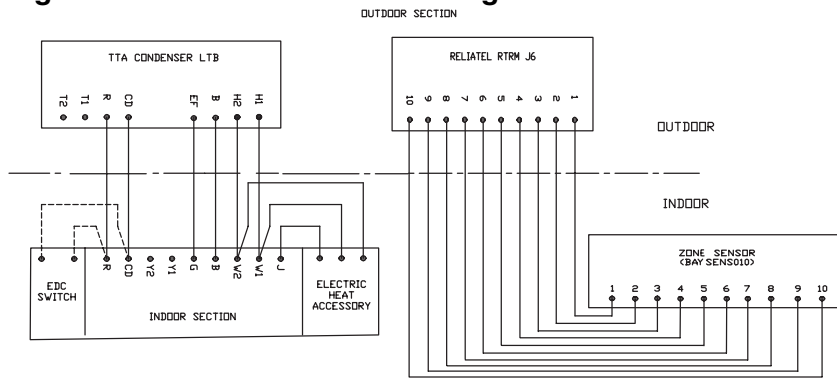 OUTDOOR SECTION
TTA CONDENSER LTB
T2 T1 R CD EF B H2 H1
RELIATEL RTRM J6
10 9 8 7 6 5 4 3 2 1
OUTDOOR
INDOOR
ZONE SENSOR
(BAYSENS010)
1 2 3 4 5 6 7 8 9 10
R CD Y2 Y1 G B W2 W1 J
EDC
SWITCH
INDOOR SECTION
ELECTRIC
HEAT
ACCESSORY